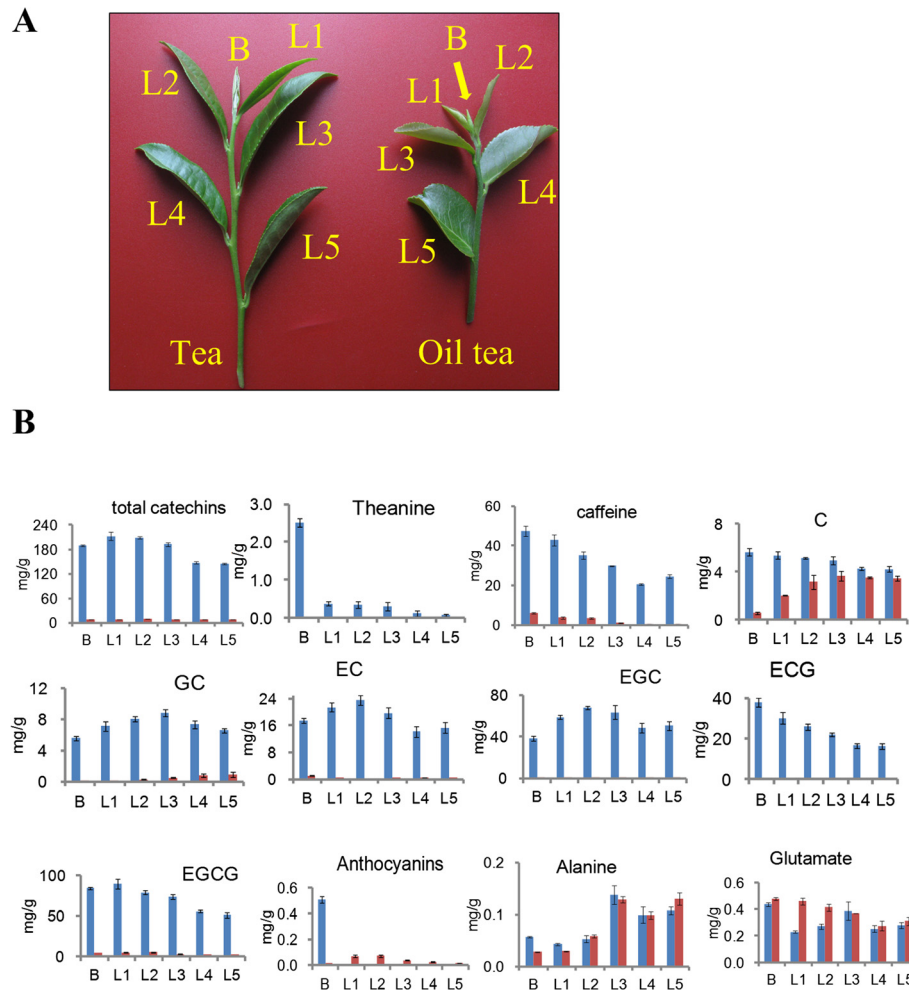 A
B
L1
L2
L3
L4
L5
Tea
B
L2
L1
L3
L4
L5
Oil tea
B
total catechins
mg/g
240
180
120
60
0
B L1 L2 L3 L4 L5
Theanine
mg/g
3.0
2.0
1.0
0.0
B L1 L2 L3 L4 L5
caffeine
mg/g
60
40
20
0
B L1 L2 L3 L4 L5
C
mg/g
8
4
0
B L1 L2 L3 L4 L5
GC
mg/g
12
8
4
0
B L1 L2 L3 L4 L5
EC
mg/g
24
16
8
0
B L1 L2 L3 L4 L5
EGC
mg/g
80
40
0
B L1 L2 L3 L4 L5
ECG
mg/g
40
20
0
B L1 L2 L3 L4 L5
EGCG
mg/g
100
50
0
B L1 L2 L3 L4 L5
Anthocyanins
mg/g
0.6
0.4
0.2
0.0
B L1 L2 L3 L4 L5
Alanine
mg/g
0.2
0.1
0.0
B L1 L2 L3 L4 L5
Glutamate
mg/g
0.6
0.4
0.2
0.0
B L1 L2 L3 L4 L5